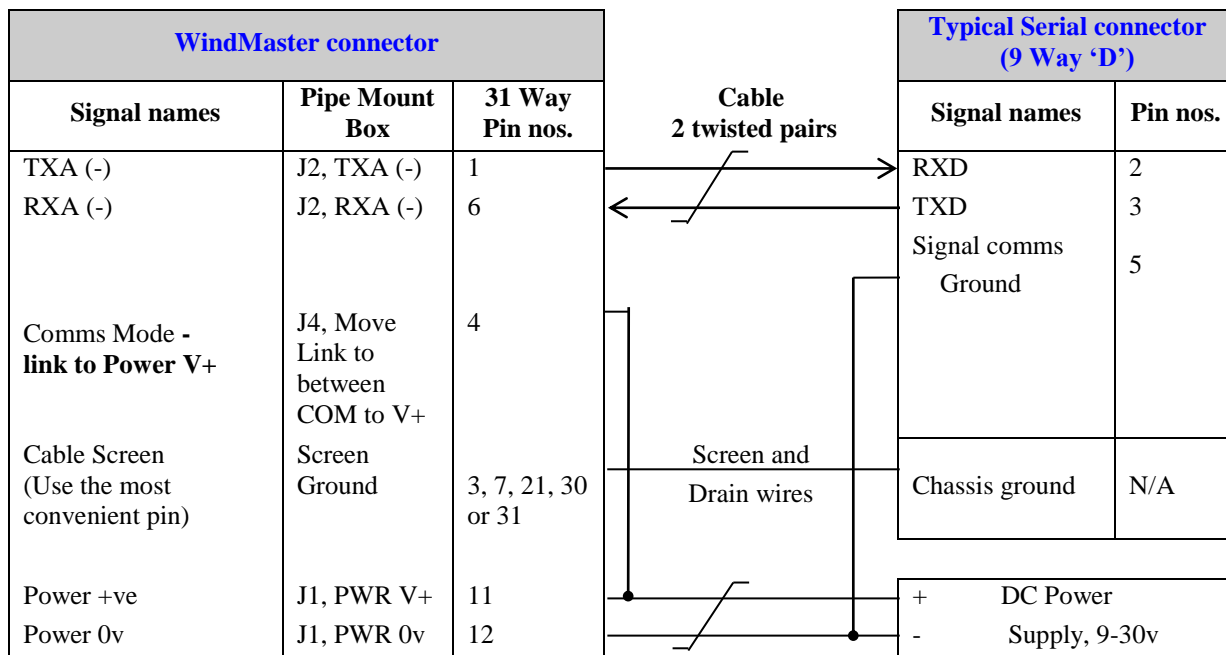 WindMaster connector
Typical Serial connector
(9 Way ‘D’)
Signal names
Pipe Mount
Box
31 Way
Pin nos.
Cable
2 twisted pairs
Signal names
Pin nos.
TXA (-)
J2, TXA (-)
1
RXD
2
RXA (-)
J2, RXA (-)
6
TXD
3
Signal comms
Ground
5
Comms Mode -
link to Power V+
J4, Move
Link to
between
COM to V+
4
Cable Screen
(Use the most
convenient pin)
Screen
Ground
3, 7, 21, 30
or 31
Screen and
Drain wires
Chassis ground
N/A
Power +ve
J1, PWR V+
11
+ DC Power
Power 0v
J1, PWR 0v
12
- Supply, 9-30v